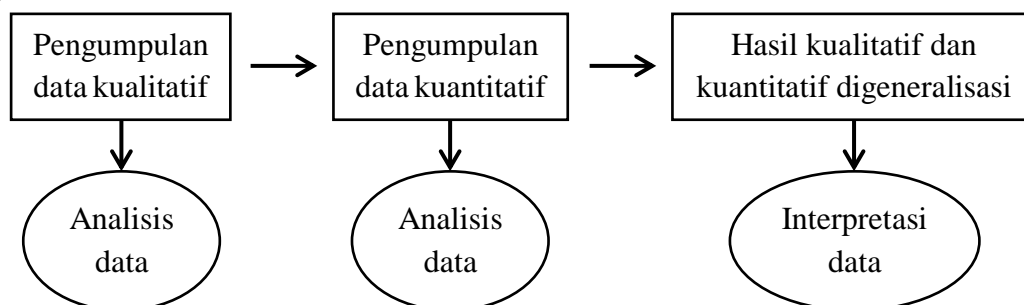 Pengumpulan
data kualitatif
Pengumpulan
data kuantitatif
Hasil kualitatif dan
kuantitatif digeneralisasi
Analisis
data
Analisis
data
Interpretasi
data